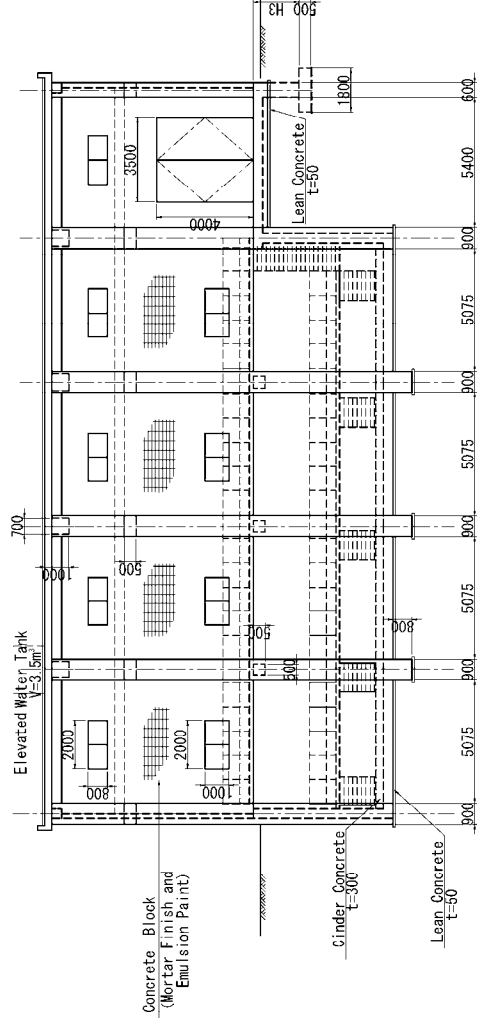 Elevated Water Tank
V=3.5m³
700
1000
500
H3
500
1800
3500
4000
Lean Concrete
t=50
2000
800
2000
1000
500
500
500
800
Concrete Block
(Mortar Finish and
Emulsion Paint)
Cinder Concrete
t=300
Lean Concrete
t=50
900
5075
900
5075
900
5075
900
5075
900
5400
600